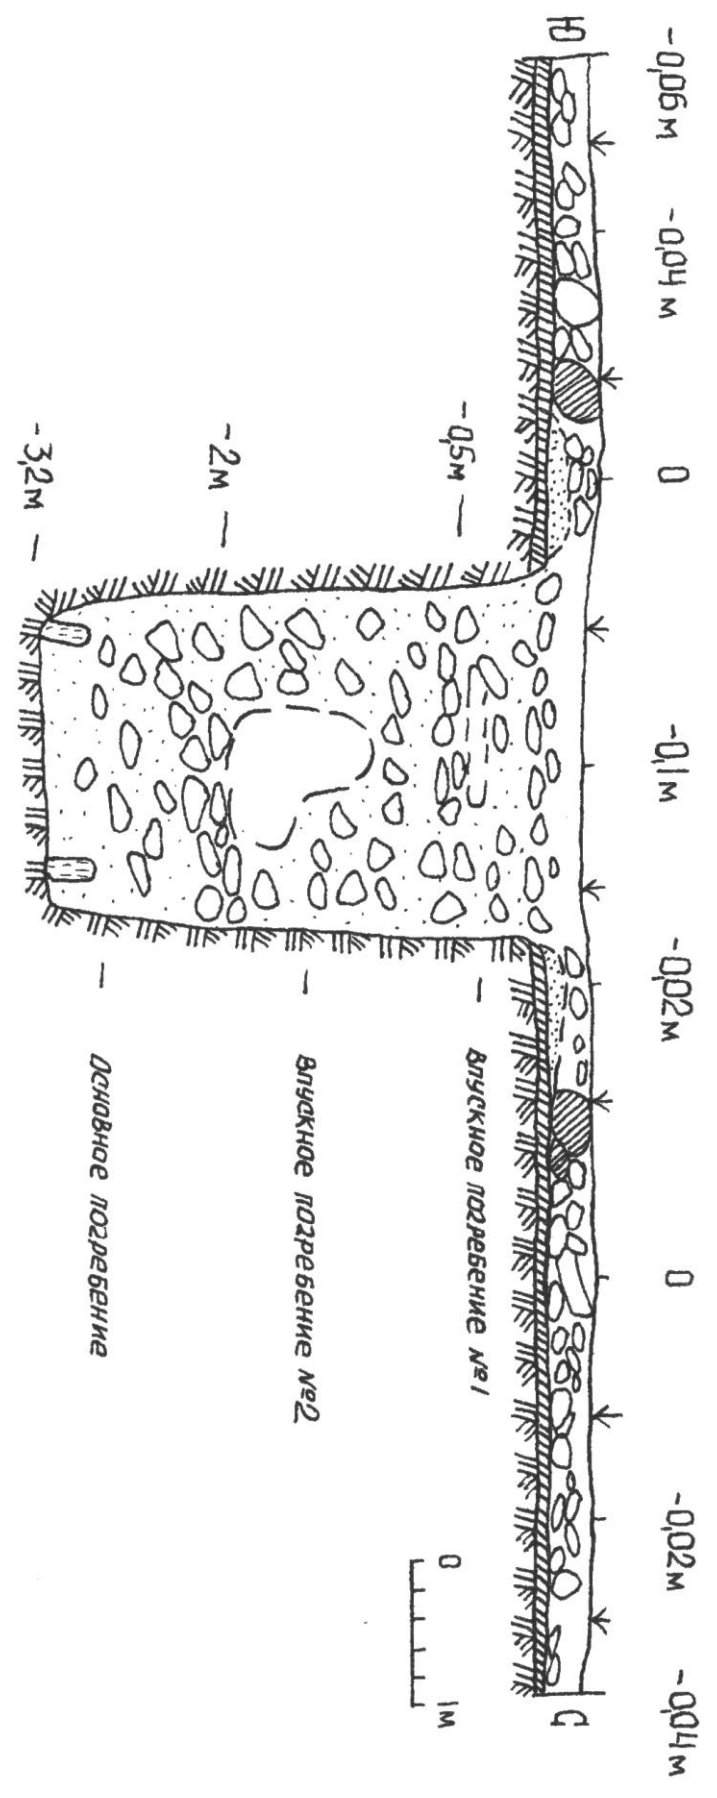 -0,06м -0,04м 0 -0,1м -0,02м 0 -0,02м -0,04м
Ю С
-0,5м
-2м
-3,2м
Впускное погребение №1
Впускное погребение №2
Основное погребение
0 1м